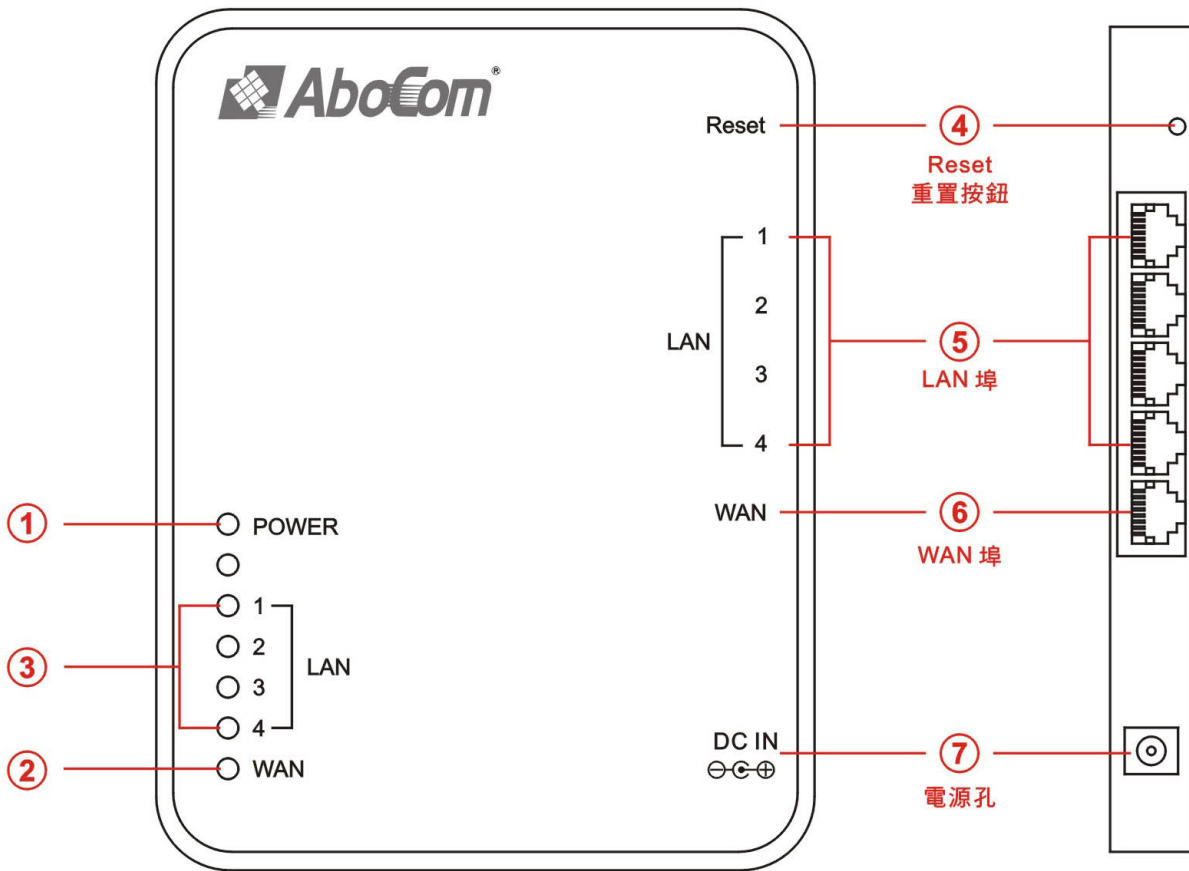 AboCom®
Reset
4
Reset
重置按鈕
1
2
LAN
3
4
5
LAN 埠
WAN
6
WAN 埠
1
POWER
1
2
3
4
LAN
3
2
WAN
DC IN
7
電源孔